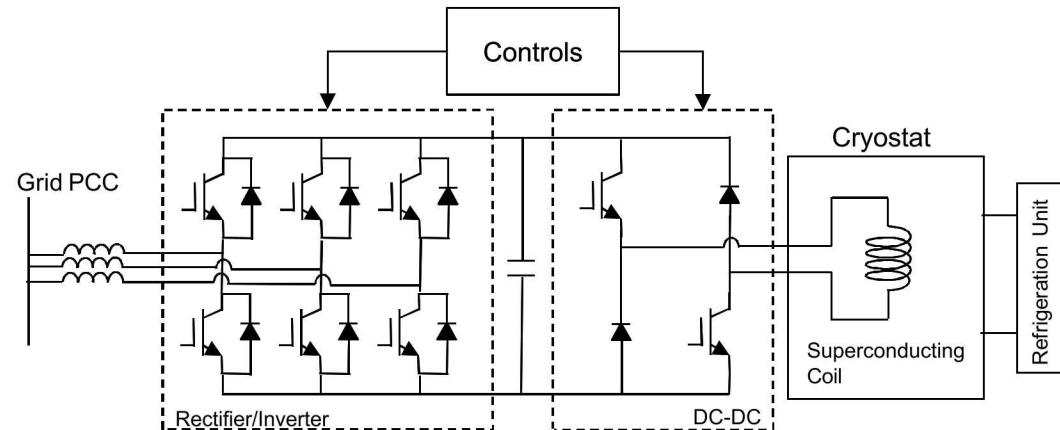 Controls
Grid PCC
Cryostat
Superconducting
Coil
Refrigeration Unit
Rectifier/Inverter
DC-DC